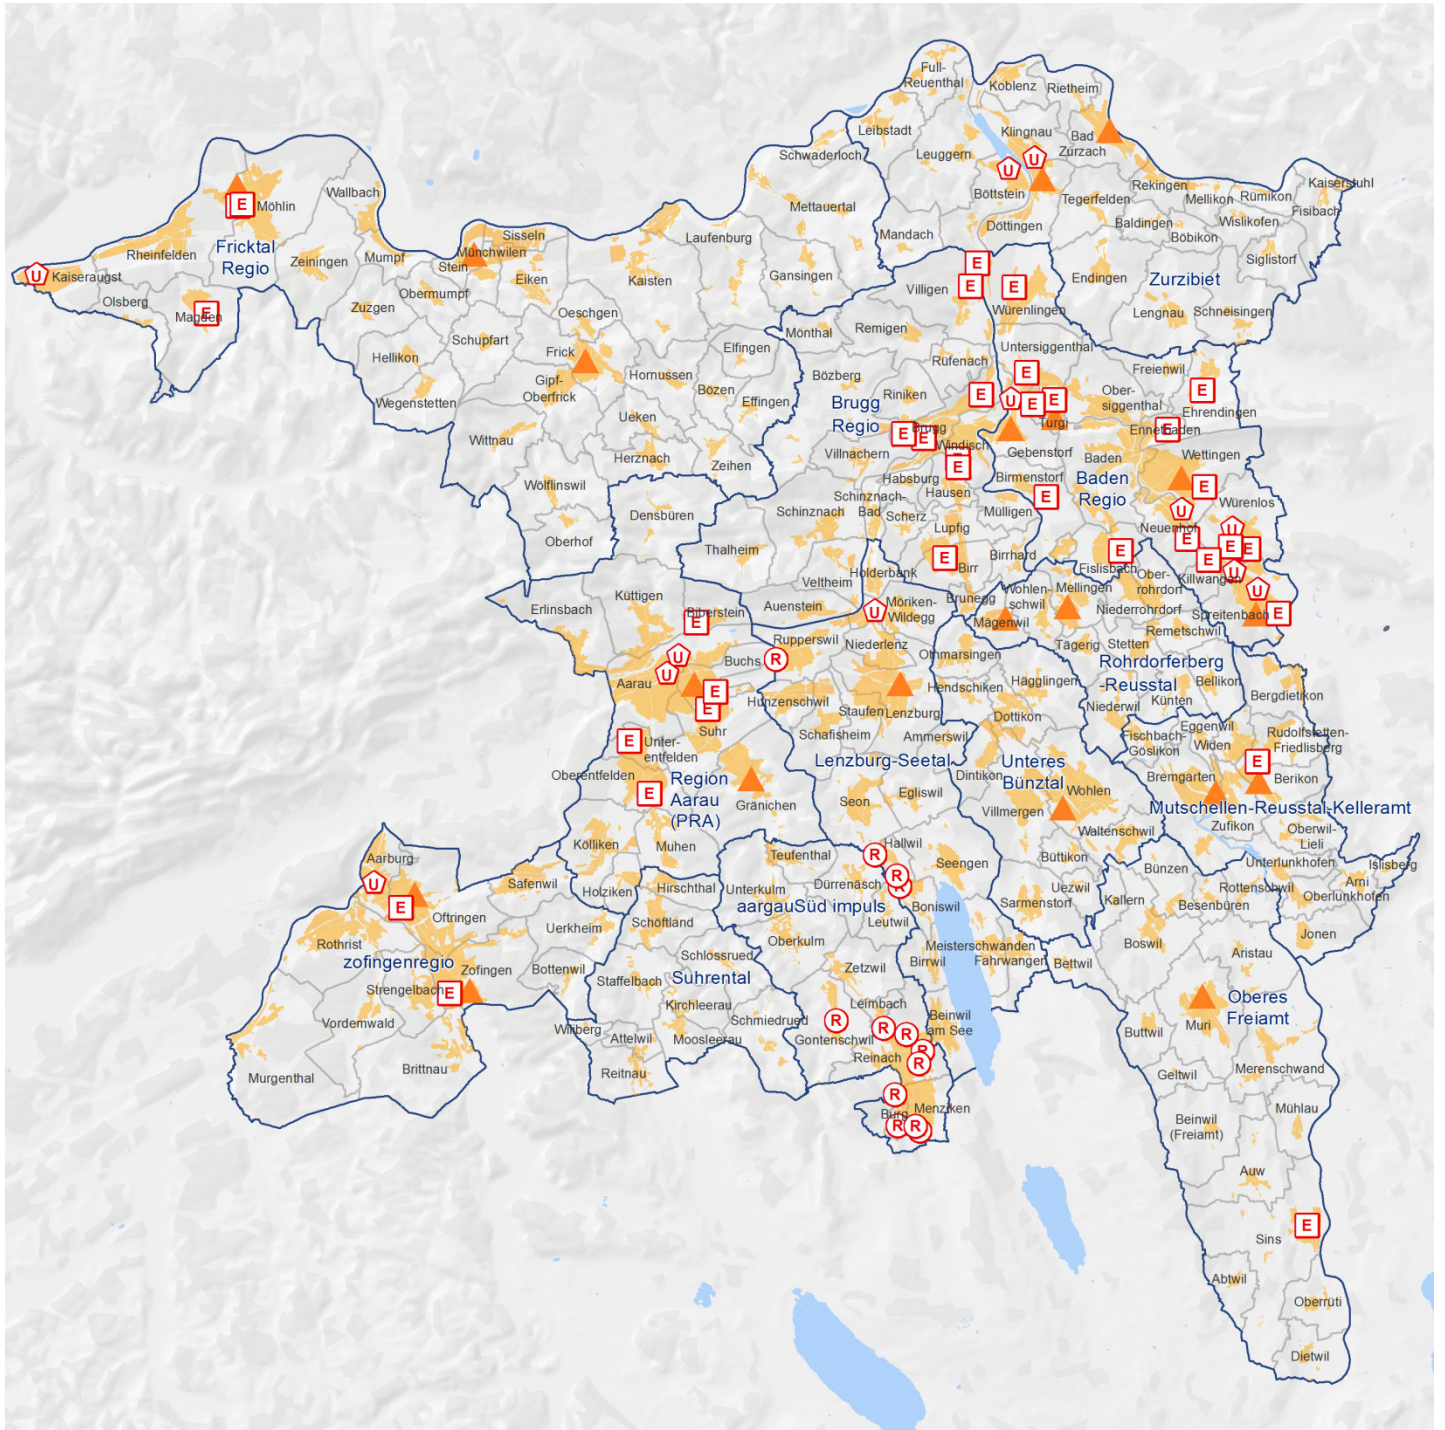 Full-
Reuenthal
Koblenz
Rietheim
Leibstadt
Klingnau
Bad
Zurzach
Schwaderloch
Leuggern
U
U
Wallbach
Rekingen
Kaiserstuhl
Böttstein
Tegerfelden
Mellikon
Rümikon
Fisibach
E
Möhlin
Mettauertal
Baldingen
Wislikofen
Döttingen
Böbikon
Mandach
Laufenburg
Sisseln
Fricktal
Regio
Rheinfelden
Mumpf
Münchwilen
Stein
Zeiningen
Siglistorf
U
Kaiseraugst
Eiken
Kaisten
Gansingen
E
Endingen
Zurzibiet
Villigen
E
E
Olsberg
Obermumpf
Zuzgen
Würenlingen
Lengnau
Schneisingen
Magden
E
Oeschgen
Mönthal
Remigen
Schupfart
Untersiggenthal
Hellikon
Frick
Elfingen
Rüfenach
Freienwil
Gipf-
Oberfrick
Hornussen
Bözberg
E
Wegenstetten
Bözen
Riniken
E
Ober-
siggenthal
E
Effingen
Brugg
Regio
U
E
E
Ehrendingen
Ueken
Turgi
Wittnau
E
E
Brugg
Windisch
Ennetbaden
E
Herznach
Villnachern
Gebenstorf
Baden
Wettingen
Zeihen
E
Habsburg
Birmenstorf
Baden
Regio
Wölflinswil
Hausen
E
E
Würenlos
Schinznach-
Bad
Schinznach
Scherz
Mülligen
U
Densbüren
Lupfig
Neuenhof
U
Oberhof
Thalheim
E
E
E
Birrhard
E
Birr
Fislisbach
E
Killwangen
U
Holderbank
Ober-
rohrdorf
Veltheim
Wohlen-
schwil
Mellingen
U
Küttigen
Brunegg
Auenstein
Möriken-
Wildegg
Niederrohrdorf
Erlinsbach
Biberstein
U
Spreitenbach
E
E
Mägenwil
Remetschwil
Rupperswil
Niederlenz
Tägerig
Stetten
Othmarsingen
U
Buchs
R
Rohrdorferberg
-Reusstal
U
Aarau
Hägglingen
Bellikon
E
Hendschiken
Bergdietikon
Hunzenschwil
Künten
E
Staufen
Lenzburg
Niederwil
Dottikon
Suhr
Eggenwil
E
Unter-
entfelden
Schafisheim
Ammerswil
Fischbach-
Göslikon
Widen
Rudolfstetten-
Friedlisberg
Lenzburg-Seetal
Unteres
Bünztal
E
Oberentfelden
Region
Aarau
(PRA)
Dintikon
Bremgarten
Berikon
E
Egliswil
Wohlen
Gränichen
Seon
Villmergen
Mutschellen-Reusstal-Kelleramt
Zufikon
Oberwil-
Lieli
Waltenschwil
Kölliken
Muhen
Hallwil
R
Teufenthal
Büttikon
Aarburg
Seengen
Bünzen
Unterlunkhofen
Islisberg
U
Safenwil
Hirschthal
Holziken
Unterkulm
Dürrenäsch
R
R
Uezwil
Kallern
Rottenschwil
Arni
Oberlunkhofen
Besenbüren
Sarmenstorf
aargauSüd impuls
Boniswil
E
Oftringen
Schöftland
Leutwil
Uerkheim
Jonen
Rothrist
Oberkulm
Boswil
Meisterschwanden
Schlossrued
Aristau
zofingenregio
Fahrwangen
Birrwil
Bettwil
Zofingen
Bottenwil
Zetzwil
Staffelbach
Suhrental
Strengelbach
E
Leimbach
Oberes
Freiamt
Kirchleerau
Beinwil
am See
Vordemwald
Schmiedrued
R
R
R
Muri
Wiliberg
Attelwil
Moosleerau
Gontenschwil
Buttwil
R
Reinach
R
Brittnau
Geltwil
Merenschwand
Murgenthal
Reitnau
R
Burg
Menziken
Mühlau
Beinwil
(Freiamt)
R
R
Auw
E
Sins
Abtwil
Oberrüti
Dietwil